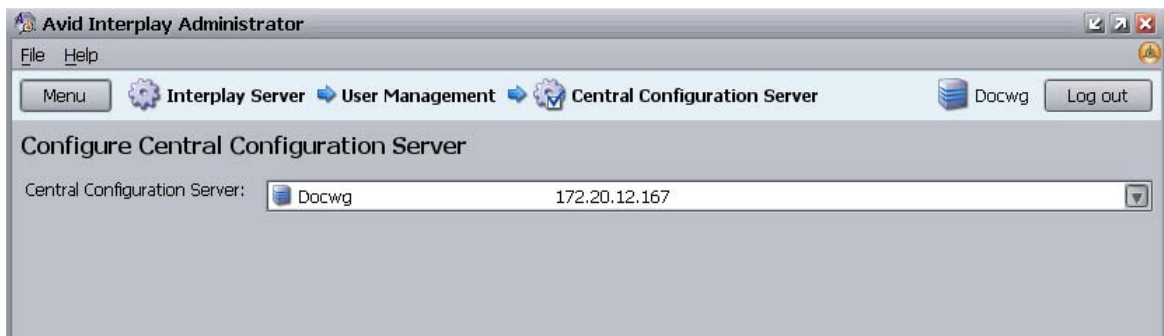 Avid Interplay Administrator
File Help
Menu Interplay Server User Management Central Configuration Server Docwg Log out
Configure Central Configuration Server
Central Configuration Server: Docwg 172.20.12.167